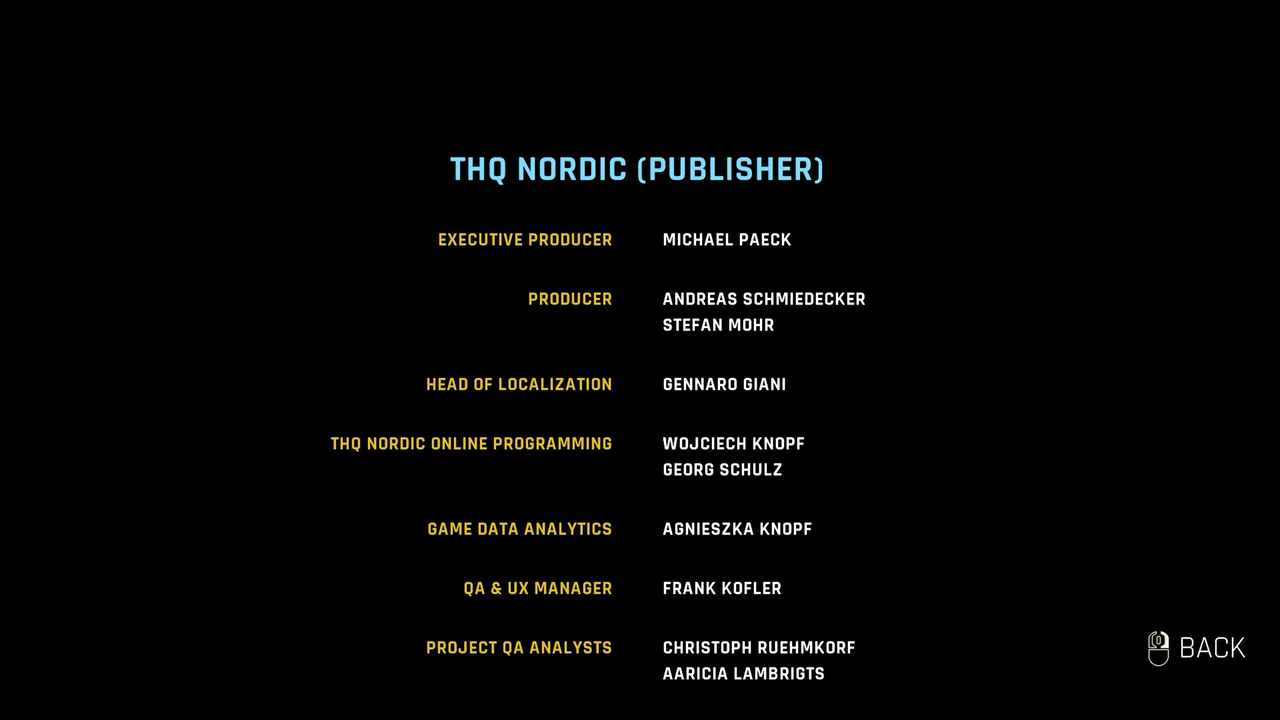 THQ NORDIC (PUBLISHER)
EXECUTIVE PRODUCER MICHAEL PAECK
PRODUCER ANDREAS SCHMIEDECKER
STEFAN MOHR
HEAD OF LOCALIZATION GENNARO GIANI
THQ NORDIC ONLINE PROGRAMMING WOJCIECH KNOPF
GEORG SCHULZ
GAME DATA ANALYTICS AGNIESZKA KNOPF
QA & UX MANAGER FRANK KOFLER
PROJECT QA ANALYSTS CHRISTOPH RUEHMKORF
AARICIA LAMBRIGTS
BACK